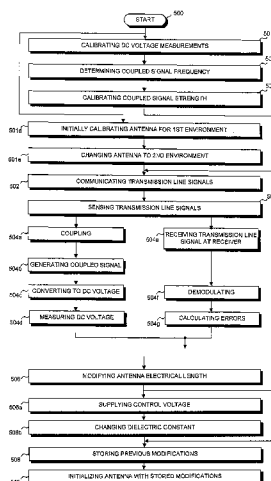 START
500
CALIBRATING DC VOLTAGE MEASUREMENTS
DETERMINING COUPLED SIGNAL FREQUENCY
CALIBRATING COUPLED SIGNAL STRENGTH
501d
INITIALLY CALIBRATING ANTENNA FOR 1ST ENVIRONMENT
501e
CHANGING ANTENNA TO 2ND ENVIRONMENT
502
COMMUNICATING TRANSMISSION LINE SIGNALS
SENSING TRANSMISSION LINE SIGNALS
504a
COUPLING
504e
RECEIVING TRANSMISSION LINE
SIGNAL AT RECEIVER
504b
GENERATING COUPLED SIGNAL
504c
CONVERTING TO DC VOLTAGE
504f
DEMODULATING
504d
MEASURING DC VOLTAGE
504g
CALCULATING ERRORS
506
MODIFYING ANTENNA ELECTRICAL LENGTH
506a
SUPPLYING CONTROL VOLTAGE
506b
CHANGING DIELECTRIC CONSTANT
508
STORING PREVIOUS MODIFICATIONS
INITIALIZING ANTENNA WITH STORED MODIFICATIONS